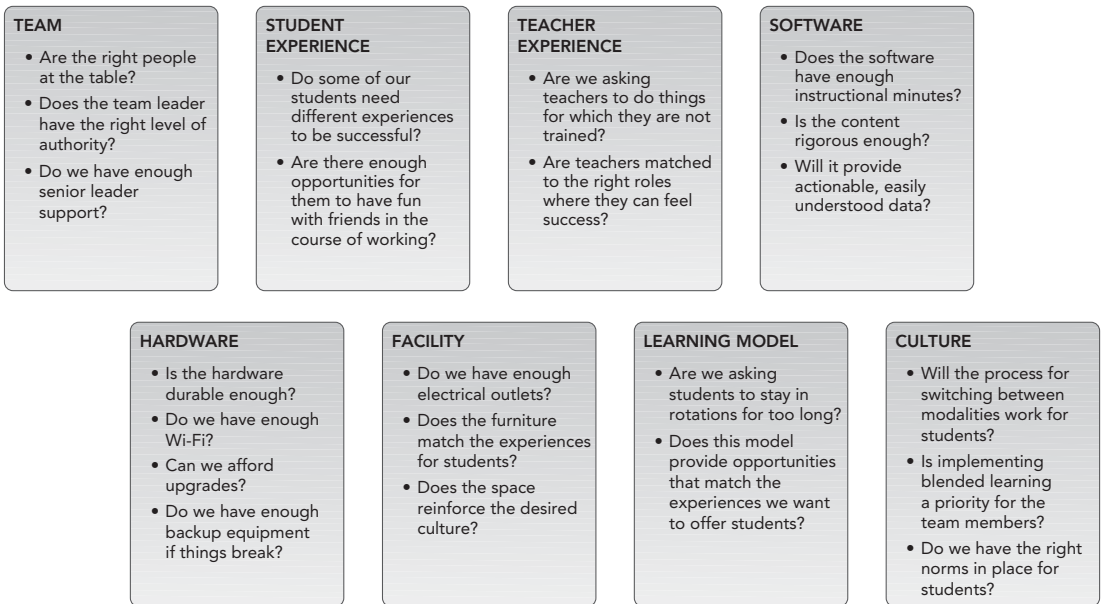 TEAM
• Are the right people
at the table?
• Does the team leader
have the right level of
authority?
• Do we have enough
senior leader
support?
STUDENT
EXPERIENCE
• Do some of our
students need
different experiences
to be successful?
• Are there enough
opportunities for
them to have fun
with friends in the
course of working?
TEACHER
EXPERIENCE
• Are we asking
teachers to do things
for which they are not
trained?
• Are teachers matched
to the right roles
where they can feel
success?
SOFTWARE
• Does the software
have enough
instructional minutes?
• Is the content
rigorous enough?
• Will it provide
actionable, easily
understood data?
HARDWARE
• Is the hardware
durable enough?
• Do we have enough
Wi-Fi?
• Can we afford
upgrades?
• Do we have enough
backup equipment
if things break?
FACILITY
• Do we have enough
electrical outlets?
• Does the furniture
match the experiences
for students?
• Does the space
reinforce the desired
culture?
LEARNING MODEL
• Are we asking
students to stay in
rotations for too long?
• Does this model
provide opportunities
that match the
experiences we want
to offer students?
CULTURE
• Will the process for
switching between
modalities work for
students?
• Is implementing
blended learning
a priority for the
team members?
• Do we have the right
norms in place for
students?